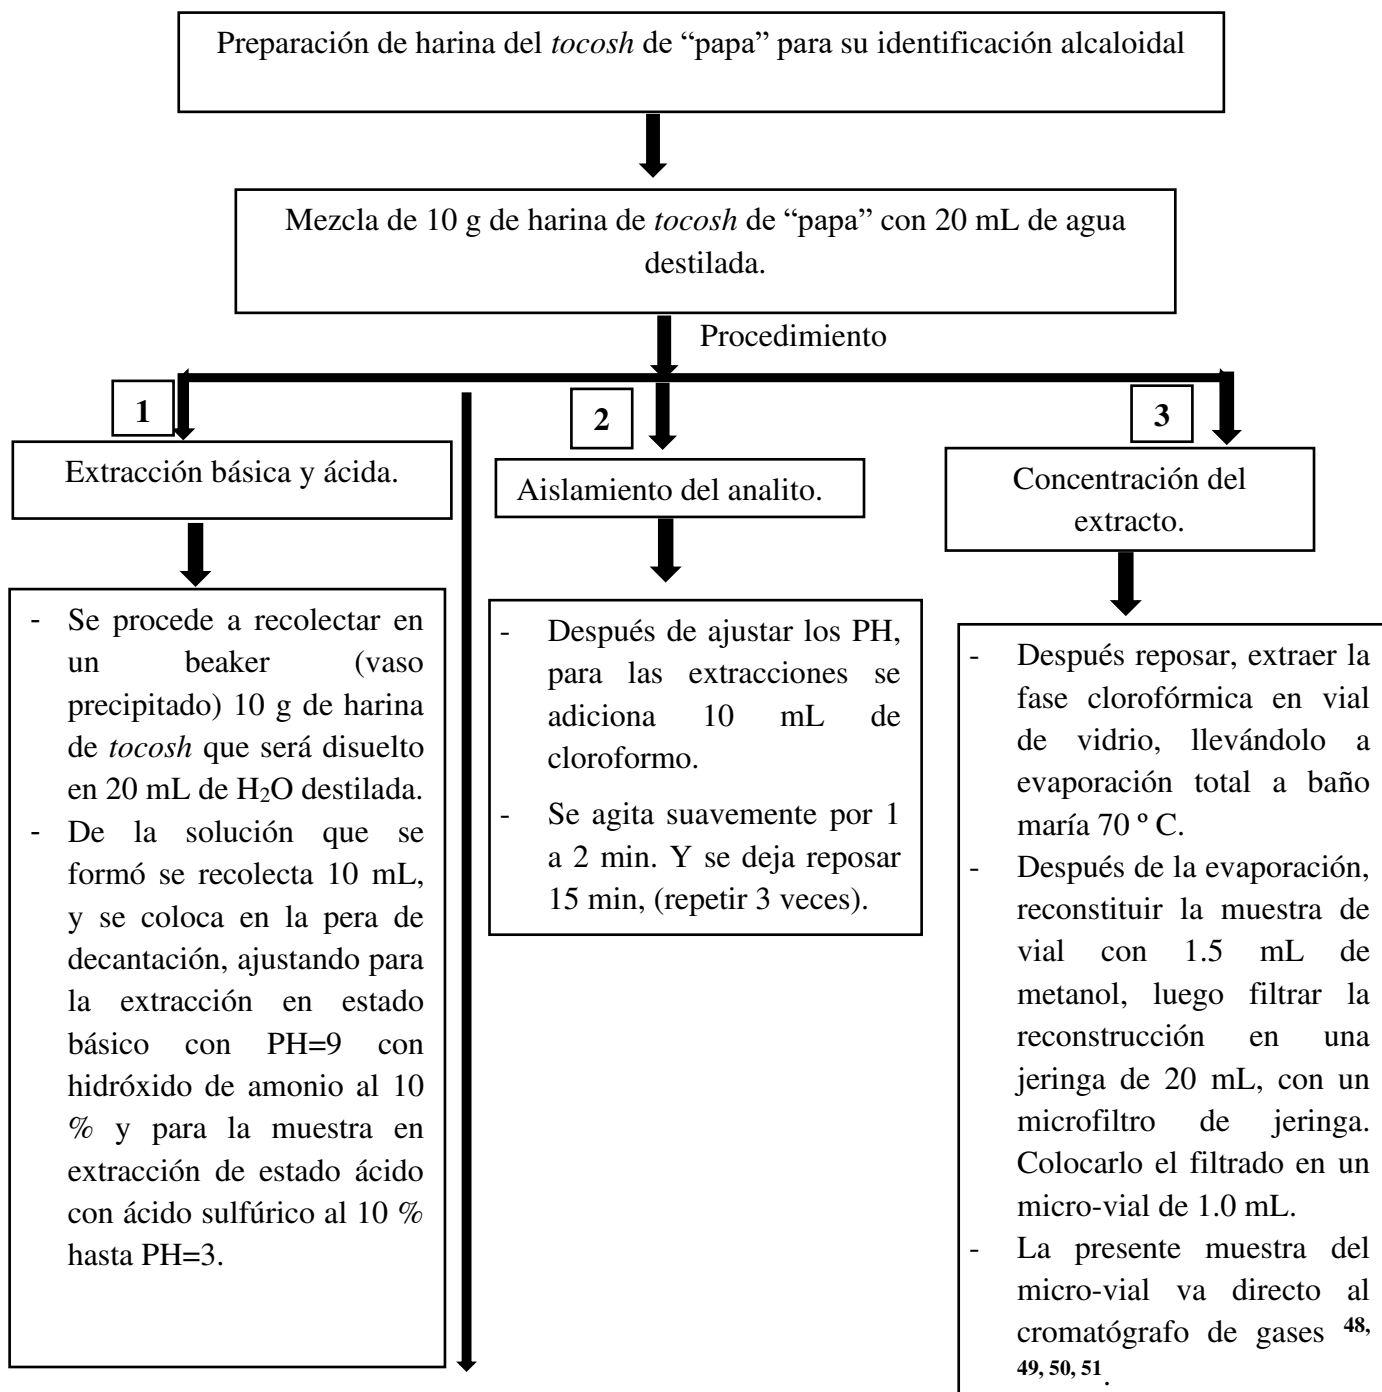 Preparación de harina del tocosh de “papa” para su identificación alcaloidal
Mezcla de 10 g de harina de tocosh de “papa” con 20 mL de agua
destilada.
Procedimiento
1
Extracción básica y ácida.
- Se procede a recolectar en
un beaker (vaso
precipitado) 10 g de harina
de tocosh que será disuelto
en 20 mL de H₂O destilada.
- De la solución que se
formó se recolecta 10 mL,
y se coloca en la pera de
decantación, ajustando para
la extracción en estado
básico con PH=9 con
hidróxido de amonio al 10
% y para la muestra en
extracción de estado ácido
con ácido sulfúrico al 10 %
hasta PH=3.
2
Aislamiento del analito.
- Después de ajustar los PH,
para las extracciones se
adiciona 10 mL de
cloroformo.
- Se agita suavemente por 1
a 2 min. Y se deja reposar
15 min, (repetir 3 veces).
3
Concentración del
extracto.
- Después reposar, extraer la
fase clorofórmica en vial
de vidrio, llevándolo a
evaporación total a baño
maría 70 º C.
- Después de la evaporación,
reconstituir la muestra de
vial con 1.5 mL de
metanol, luego filtrar la
reconstrucción en una
jeringa de 20 mL, con un
microfiltro de jeringa.
Colocarlo el filtrado en un
micro-vial de 1.0 mL.
- La presente muestra del
micro-vial va directo al
cromatógrafo de gases 48,
49, 50, 51.